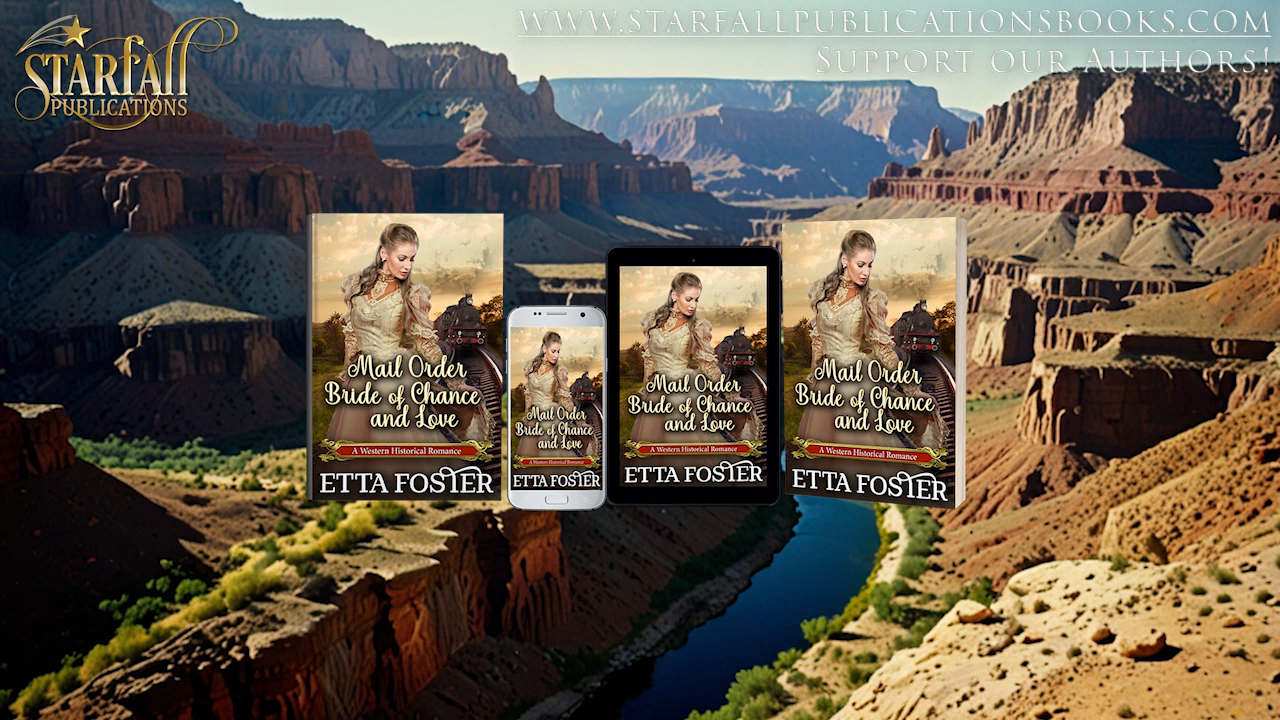 STARfall
PUBLICATIONS
WWW.STARFALLPUBLICATIONSBOOKS.COM
SUPPORT OUR AUTHORS!
Mail Order
Bride of Chance
and Love
A Western Historical Romance
ETTA FOSTER
Mail Order
Bride of Chance
and Love
A Western Historical Romance
ETTA FOSTER
Mail Order
Bride of Chance
and Love
A Western Historical Romance
ETTA FOSTER
Mail Order
Bride of Chance
and Love
A Western Historical Romance
ETTA FOSTER